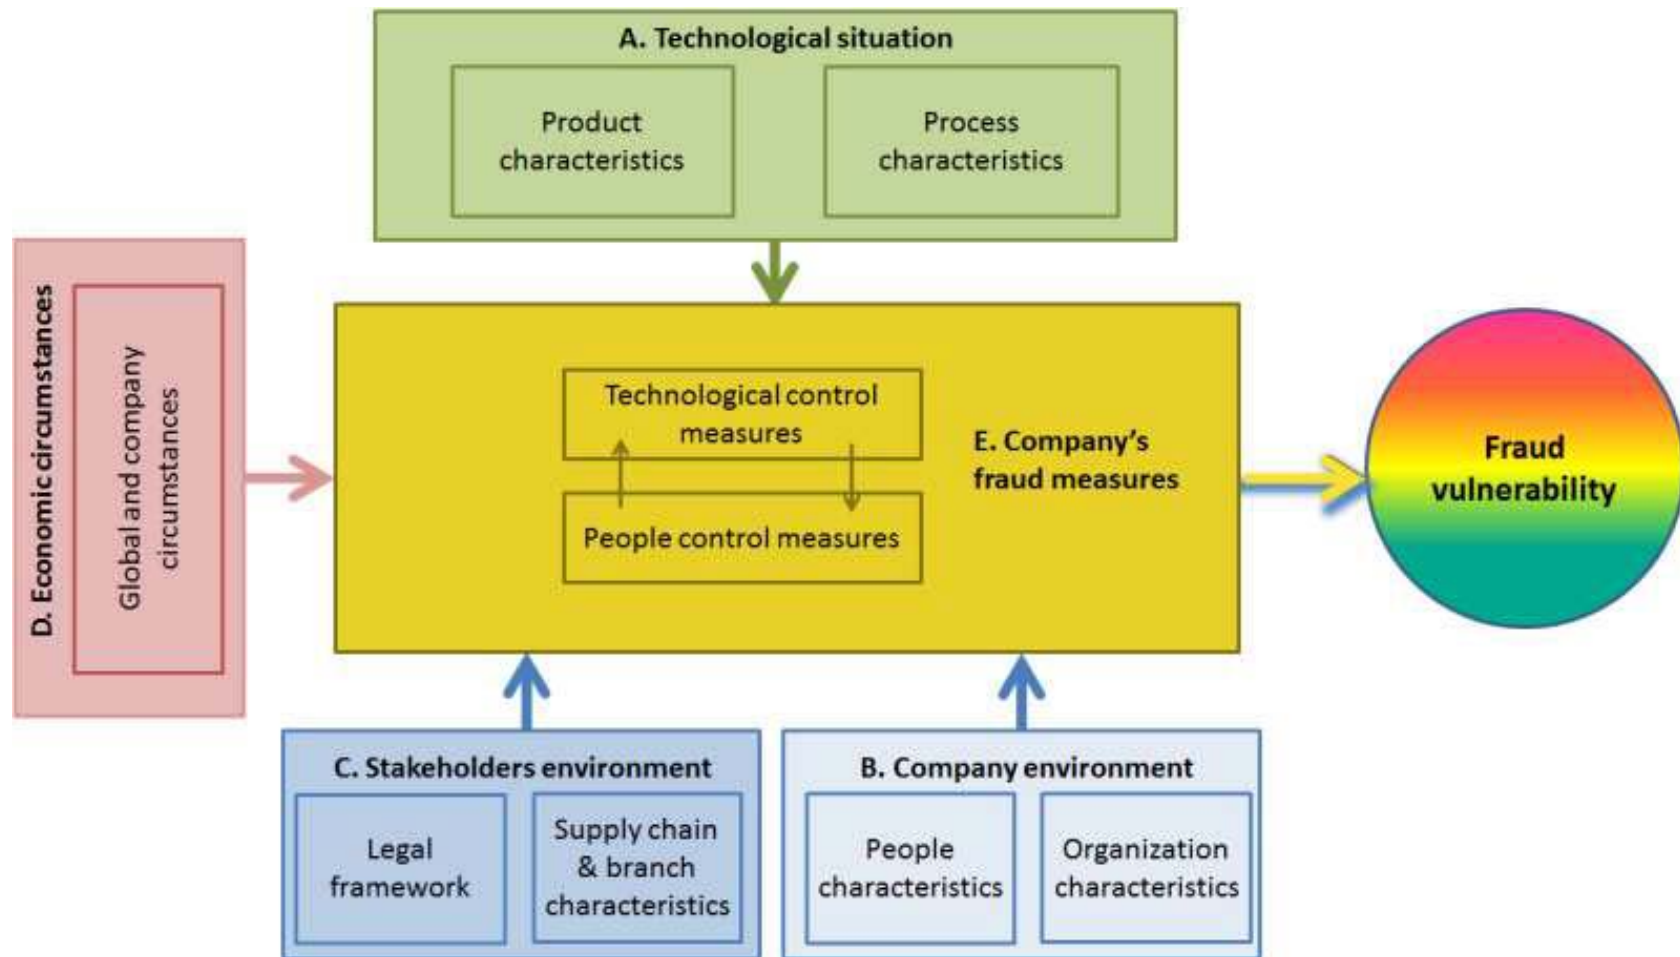 A. Technological situation
Product
characteristics
Process
characteristics
D. Economic circumstances
Global and company
circumstances
Technological control
measures
People control measures
E. Company's
fraud measures
Fraud
vulnerability
C. Stakeholders environment
Legal
framework
Supply chain
& branch
characteristics
B. Company environment
People
characteristics
Organization
characteristics